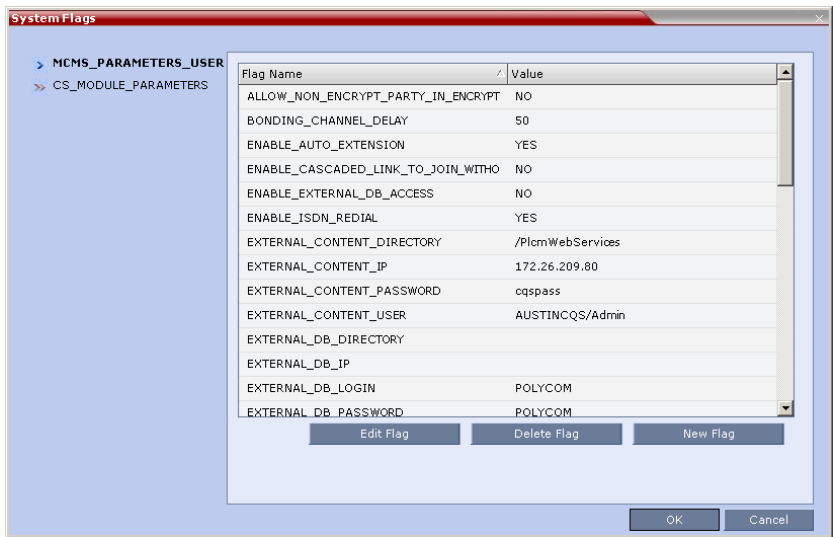 System Flags
MCMS_PARAMETERS_USER
CS_MODULE_PARAMETERS
Flag Name Value
ALLOW_NON_ENCRYPT_PARTY_IN_ENCRYPT NO
BONDING_CHANNEL_DELAY 50
ENABLE_AUTO_EXTENSION YES
ENABLE_CASCADED_LINK_TO_JOIN_WITHO NO
ENABLE_EXTERNAL_DB_ACCESS NO
ENABLE_ISDN_REDIAL YES
EXTERNAL_CONTENT_DIRECTORY /PlcmWebServices
EXTERNAL_CONTENT_IP 172.26.209.80
EXTERNAL_CONTENT_PASSWORD cqspass
EXTERNAL_CONTENT_USER AUSTINCQS/Admin
EXTERNAL_DB_DIRECTORY
EXTERNAL_DB_IP
EXTERNAL_DB_LOGIN POLYCOM
EXTERNAL_DB_PASSWORD POLYCOM
Edit Flag Delete Flag New Flag
OK Cancel